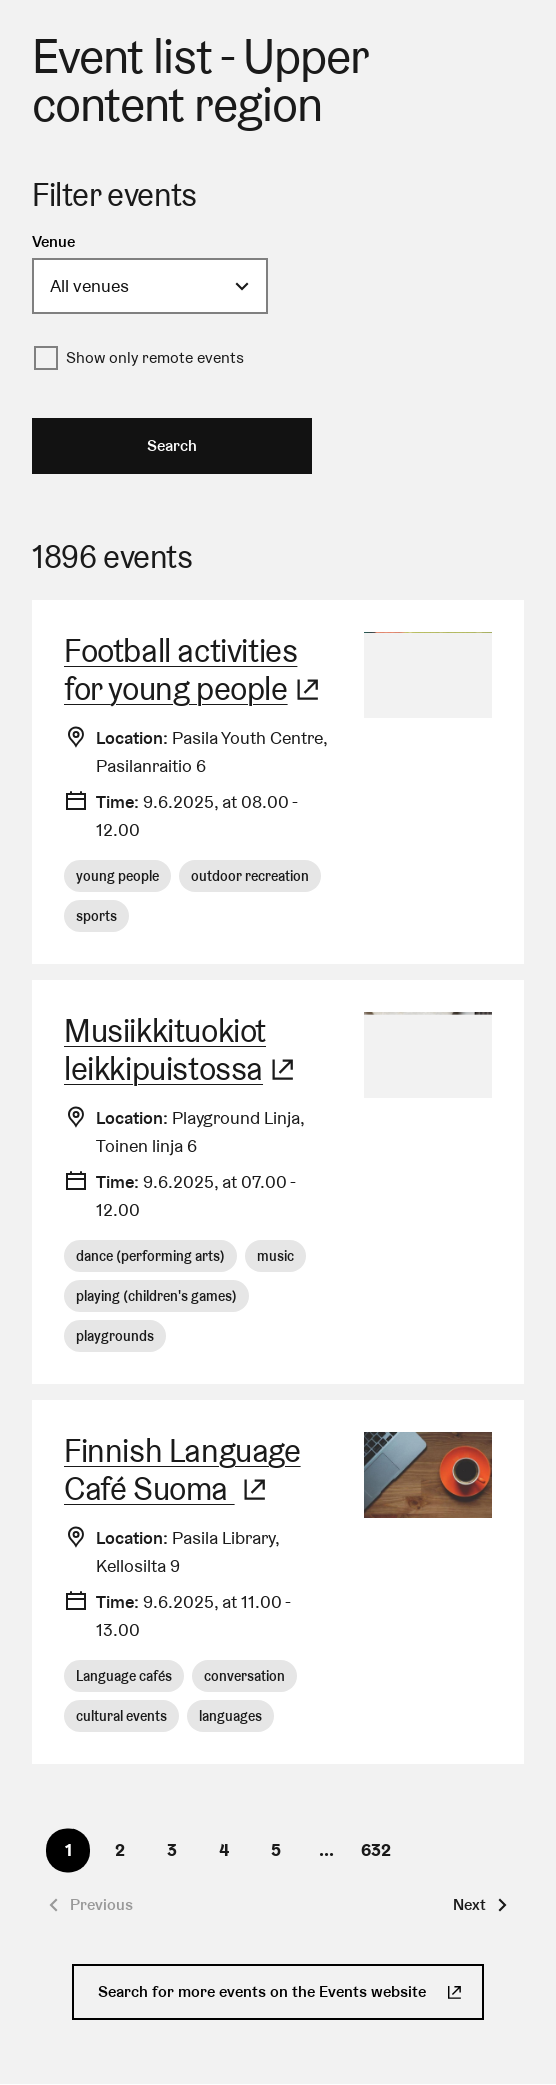 Event list - Upper
content region
Filter events
Venue
All venues
Show only remote events
Search
1896 events
Football activities
for young people
Location: Pasila Youth Centre,
Pasilanraitio 6
Time: 9.6.2025, at 08.00 -
12.00
young people
outdoor recreation
sports
Musiikkituokiot
leikkipuistossa
Location: Playground Linja,
Toinen linja 6
Time: 9.6.2025, at 07.00 -
12.00
dance (performing arts)
music
playing (children's games)
playgrounds
Finnish Language
Café Suoma
Location: Pasila Library,
Kellosilta 9
Time: 9.6.2025, at 11.00 -
13.00
Language cafés
conversation
cultural events
languages
1 2 3 4 5 ... 632
Previous
Next
Search for more events on the Events website